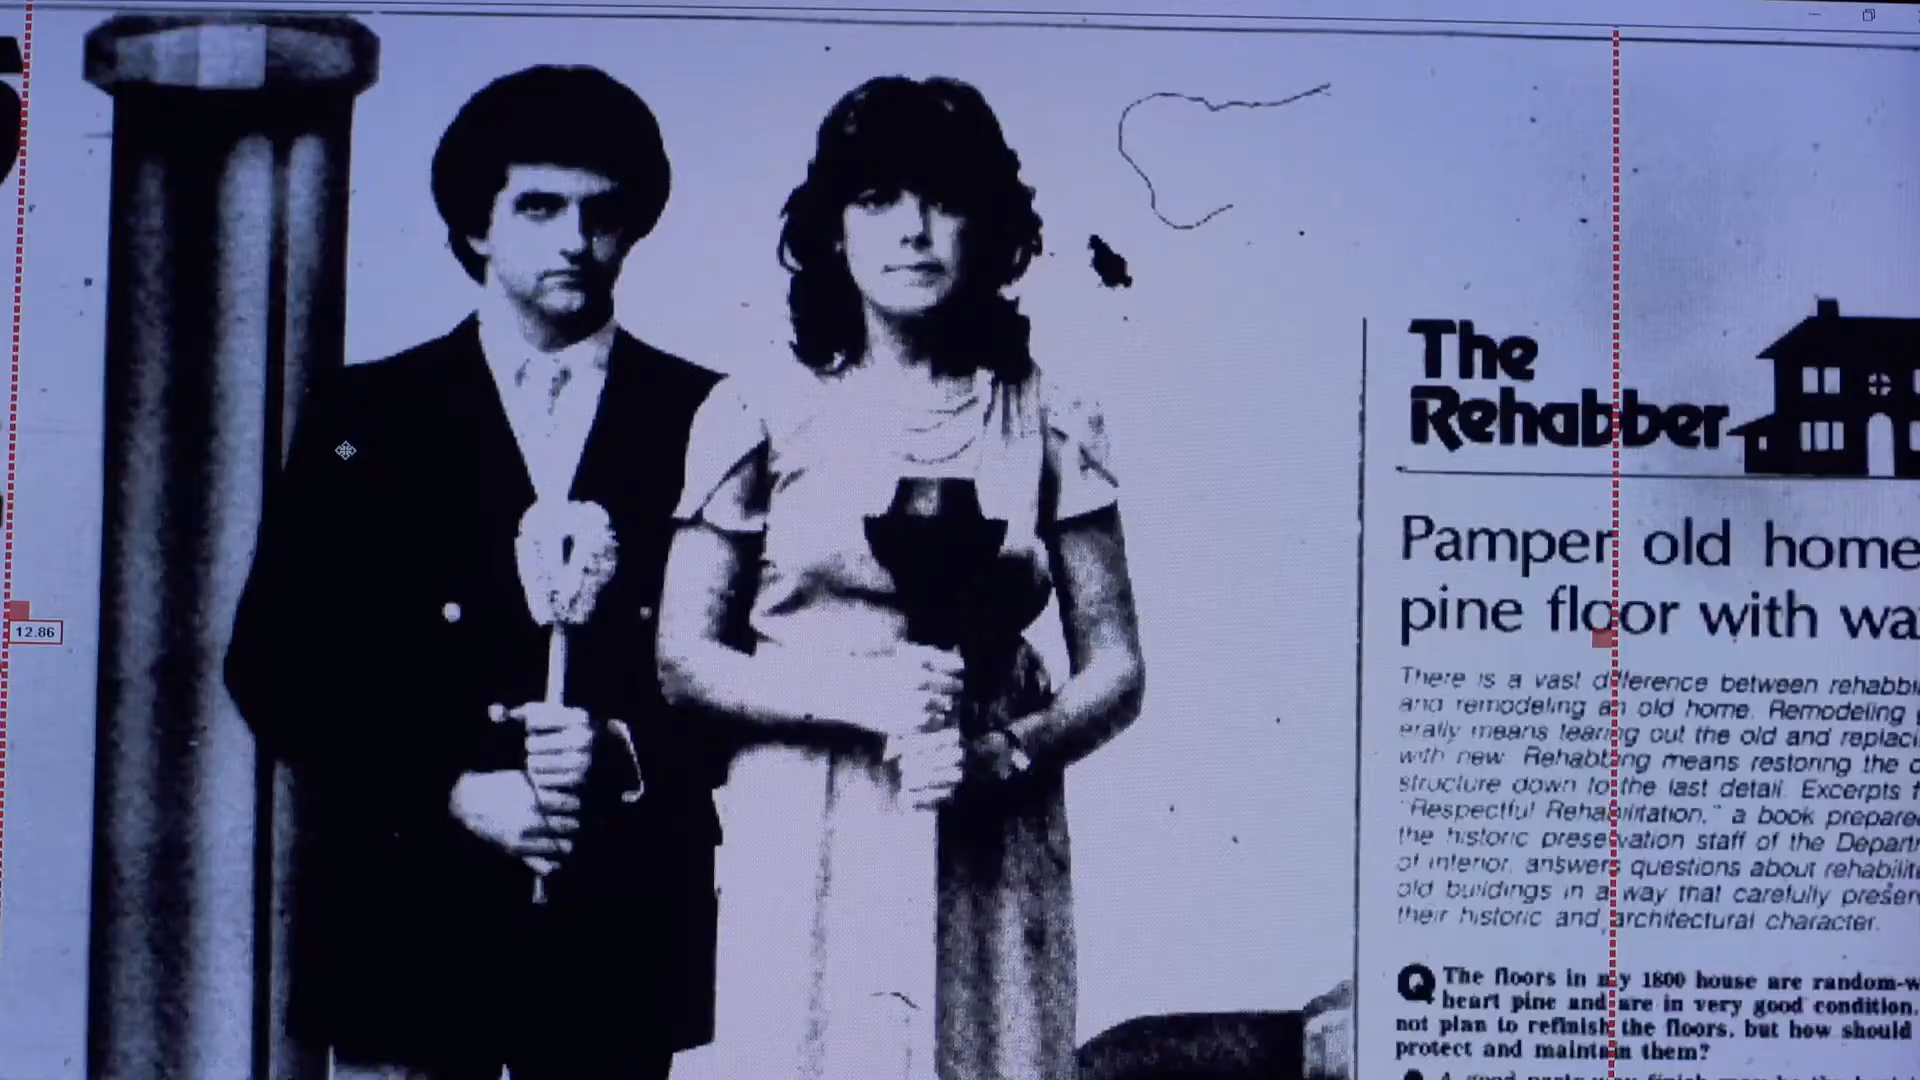 12.86
The
Rehabber
Pamper old home
pine floor with
There is a vast difference between
and remodeling an old home. Remodeling
erally means tearing out the old and
with new. Rehabbing means restoring the
structure down to the last detail. Excerpts
"Respectful Rehabilitation," a book
the historic preservation staff of the
of interior, answers questions about
old buildings in a way that carefully
their historic and architectural character.
Q The floors in my 1800 house are
heart pine and are in very good condition.
not plan to refinish the floors, but how should
protect and maintain them?